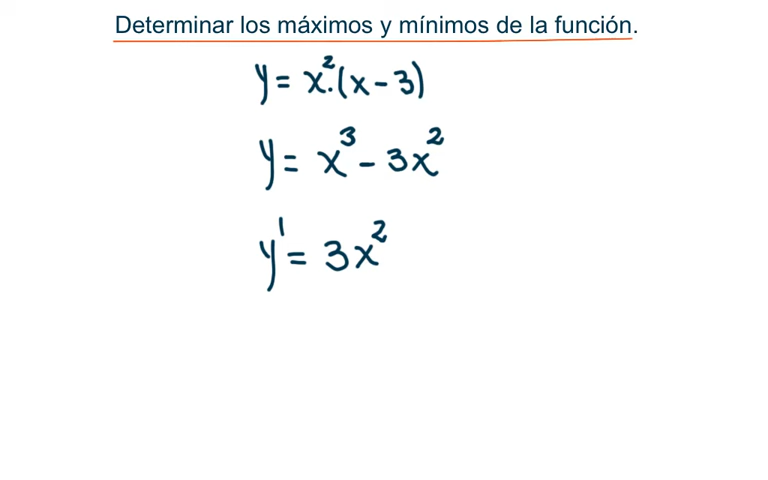 Determinar los máximos y mínimos de la función.
y = x².(x - 3)
y = x³ - 3x²
y' = 3x²